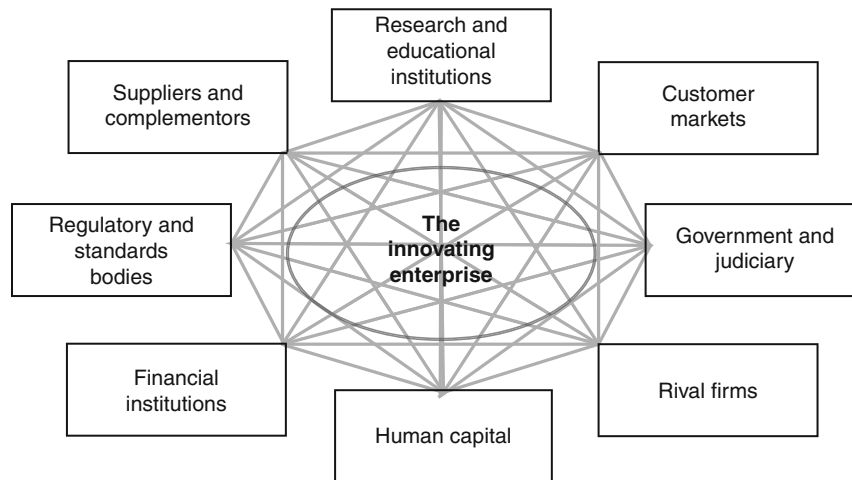 Research and
educational
institutions
Suppliers and
complementors
Customer
markets
Regulatory and
standards
bodies
The
innovating
enterprise
Government and
judiciary
Financial
institutions
Human capital
Rival firms